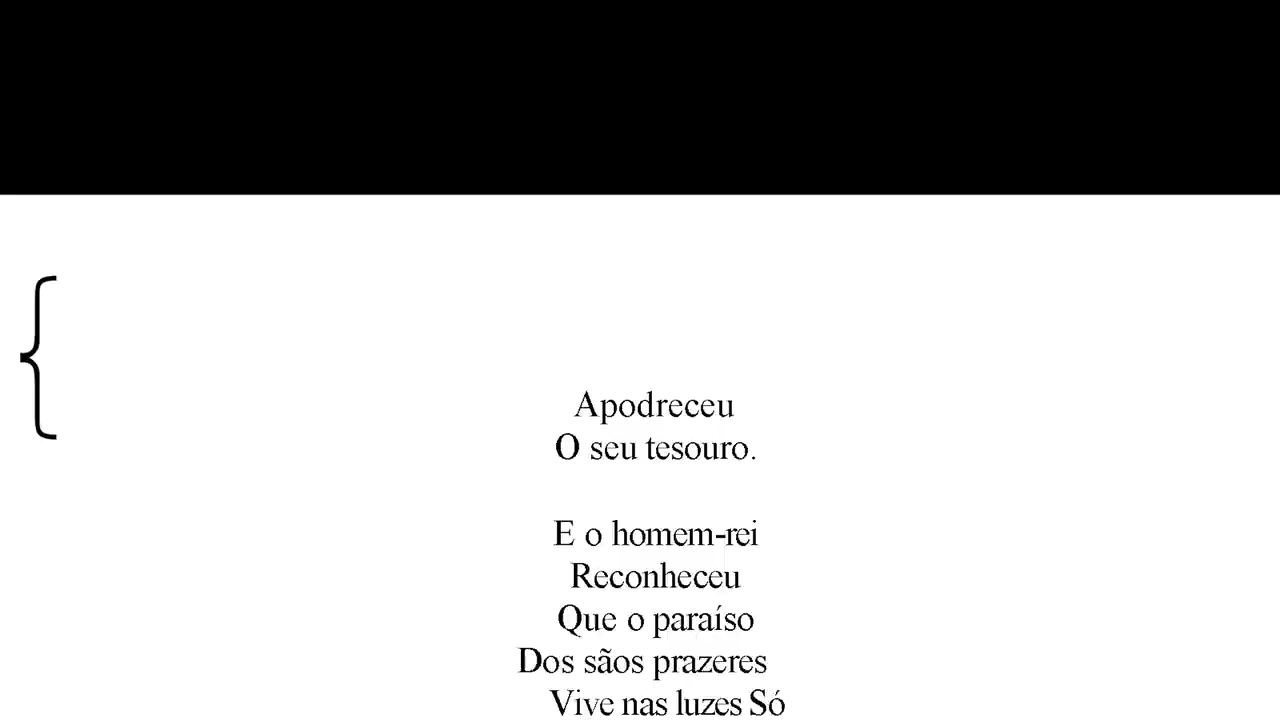 Apodreceu
O seu tesouro.
E o homem-rei
Reconheceu
Que o paraíso
Dos sãos prazeres
Vive nas luzes Só